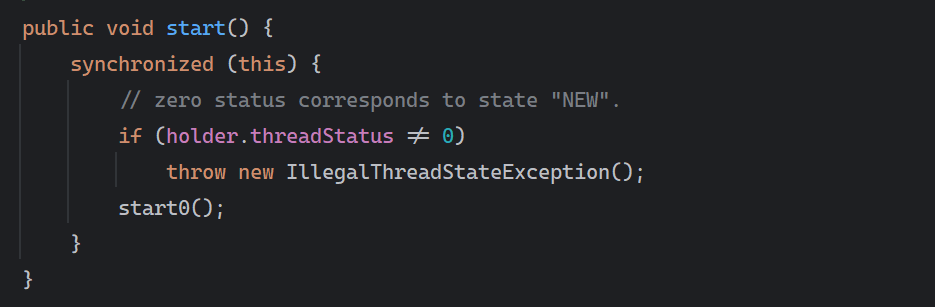 public void start() {
synchronized (this) {
// zero status corresponds to state "NEW".
if (holder.threadStatus ≠ 0)
throw new IllegalThreadStateException();
start0();
}
}